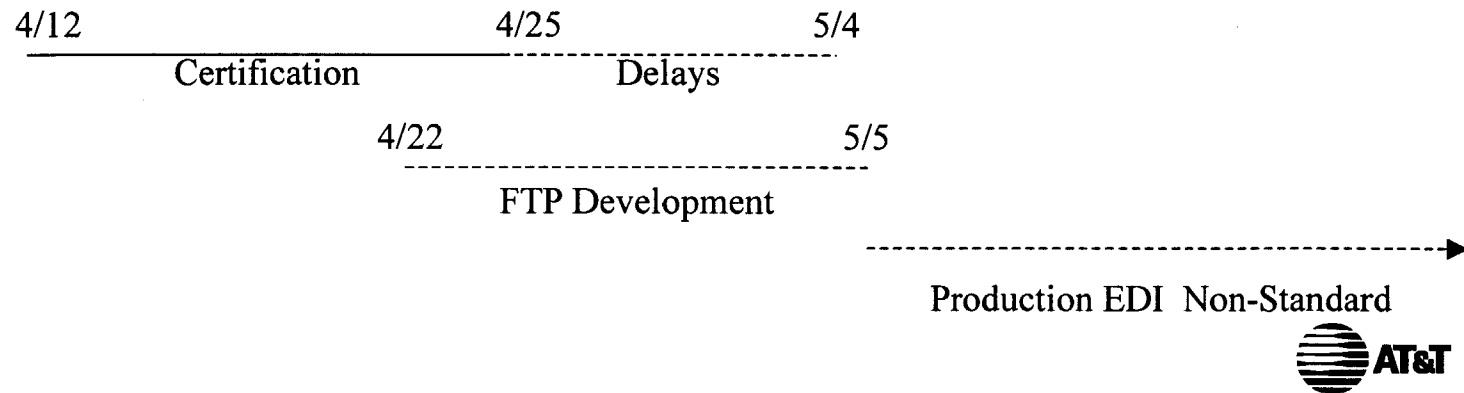 4/12 4/25 5/4
Certification Delays
4/22 5/5
FTP Development
Production EDI Non-Standard
AT&T